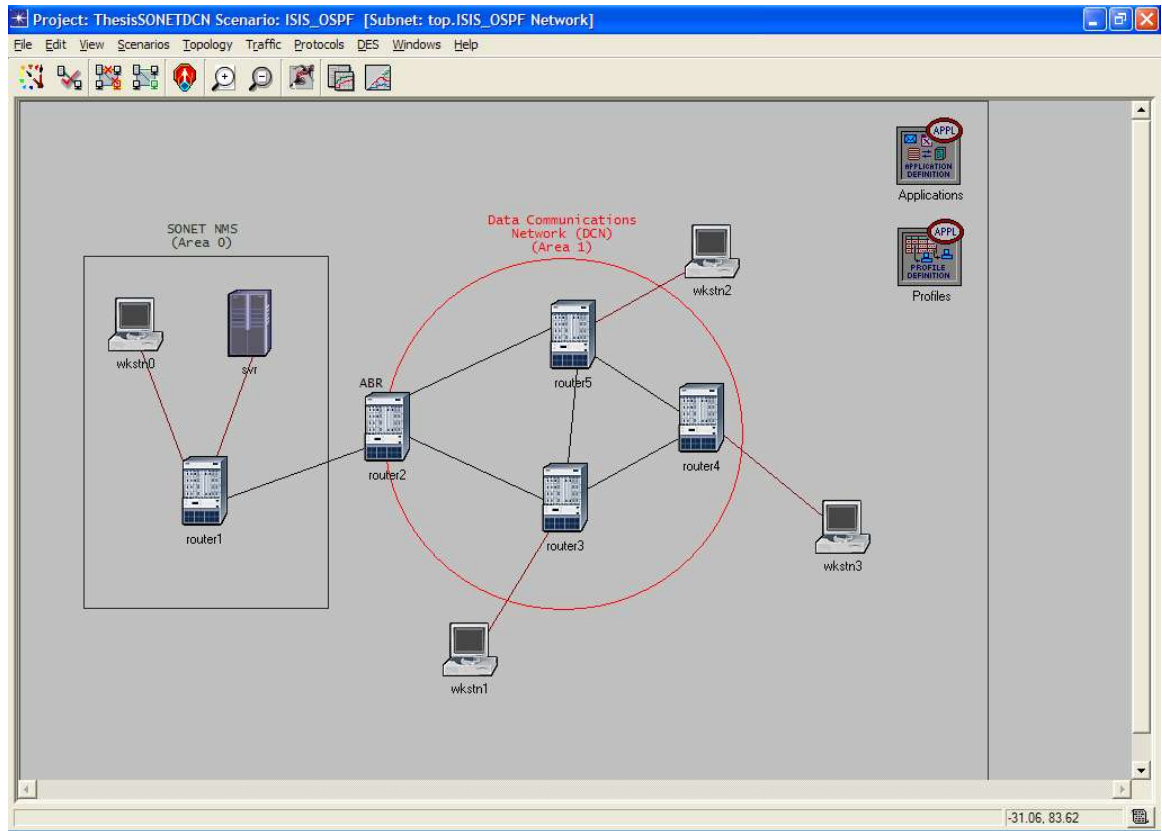 Project: ThesisSONETDCN Scenario: ISIS_OSPF [Subnet: top.ISIS_OSPF Network]
File Edit View Scenarios Topology Traffic Protocols DES Windows Help
APPL
APPLICATION
DEFINITION
Applications
SONET NMS
(Area 0)
Data Communications
Network (DCN)
(Area 1)
APPL
PROFILE
DEFINITION
Profiles
wkstn2
wkstn0
svr
ABR
router5
router2
router4
router1
router3
wkstn3
wkstn1
-31.06, 83.62